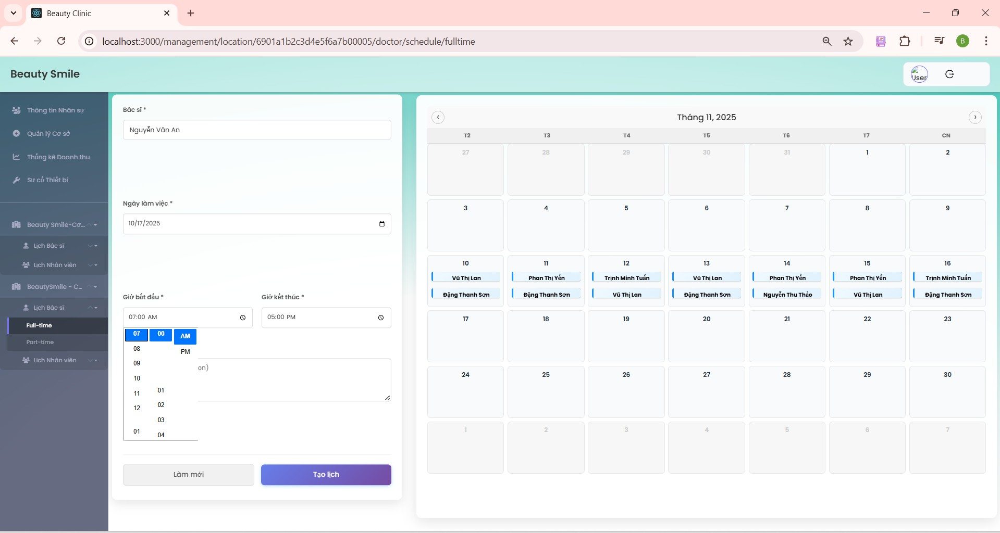 Beauty Clinic
localhost:3000/management/location/6901a1b2c3d4e5f6a7b00005/doctor/schedule/fulltime
B
Beauty Smile
User
Thông tin Nhân sự
Quản lý Cơ sở
Thống kê Doanh thu
Sự cố Thiết bị
Beauty Smile-Cơ...
Lịch Bác sĩ
Lịch Nhân viên
BeautySmile - C...
Lịch Bác sĩ
Full-time
Part-time
Lịch Nhân viên
Bác sĩ *
Nguyễn Văn An
Ngày làm việc *
10/17/2025
Giờ bắt đầu * Giờ kết thúc *
07:00 AM 05:00 PM
07 00 AM
08 PM
09
ọn)
10
01
11
02
12
03
01
04
Làm mới Tạo lịch
Tháng 11, 2025
T2 T3 T4 T5 T6 T7 CN
27 28 29 30 31 1 2
3 4 5 6 7 8 9
10 11 12 13 14 15 16
Vũ Thị Lan Phan Thị Yến Trịnh Minh Tuấn Vũ Thị Lan Phan Thị Yến Phan Thị Yến Trịnh Minh Tuấn
Đặng Thanh Sơn Đặng Thanh Sơn Vũ Thị Lan Đặng Thanh Sơn Nguyễn Thu Thảo Vũ Thị Lan Đặng Thanh Sơn
17 18 19 20 21 22 23
24 25 26 27 28 29 30
1 2 3 4 5 6 7